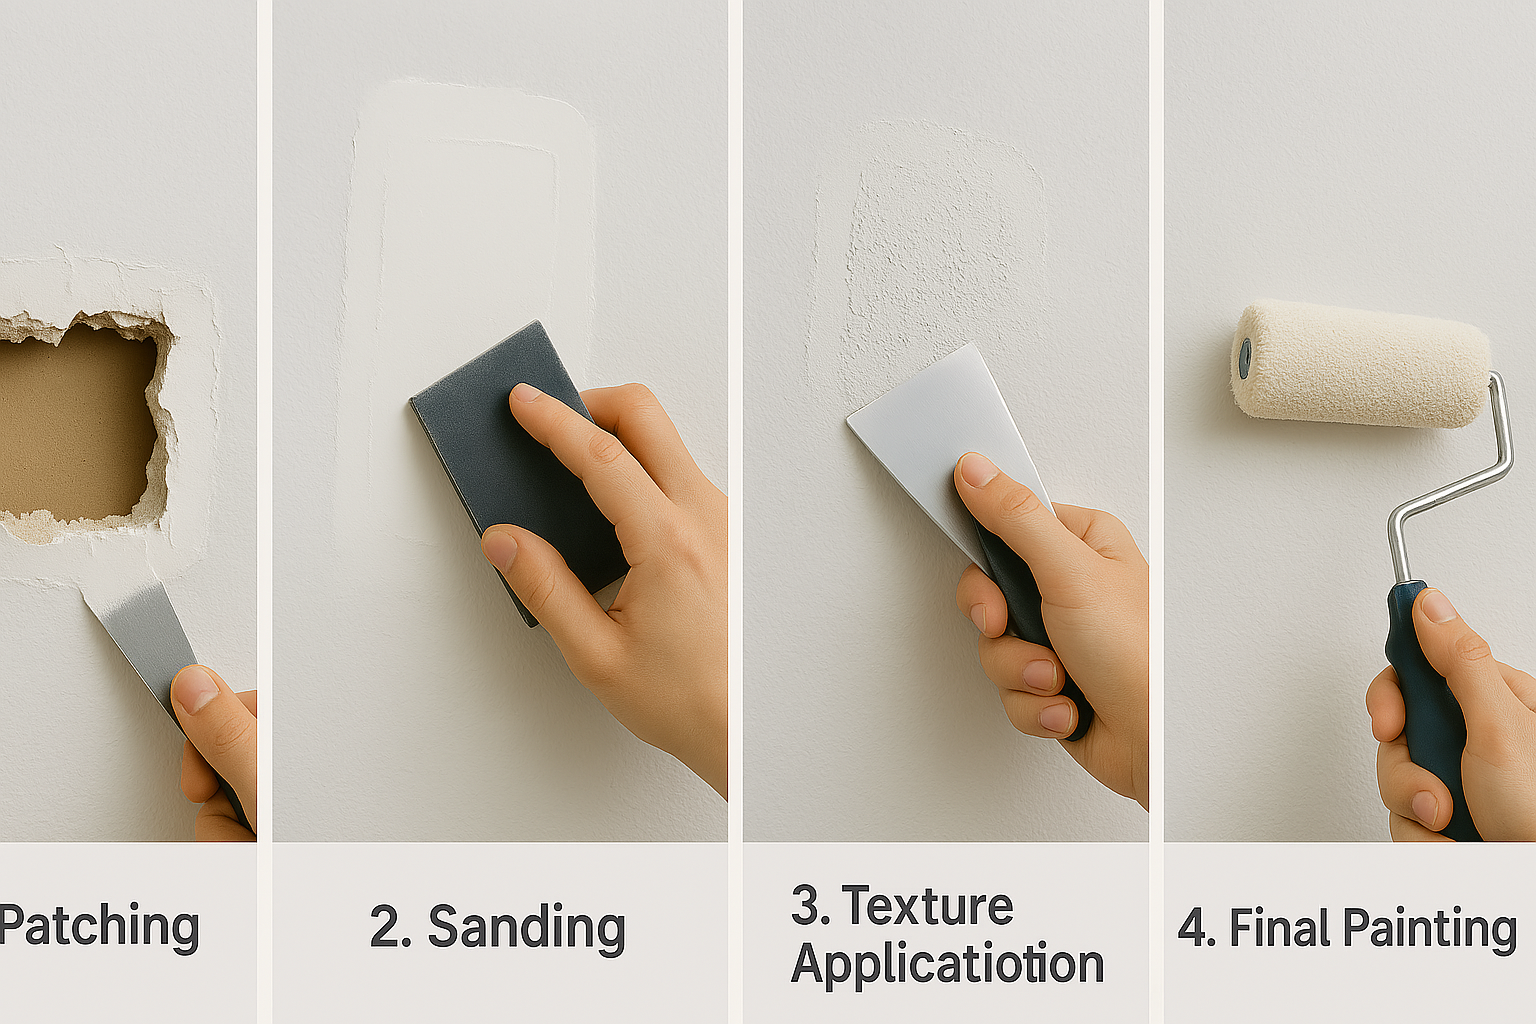 Patching
2. Sanding
3. Texture
Applicatiotion
4. Final Painting